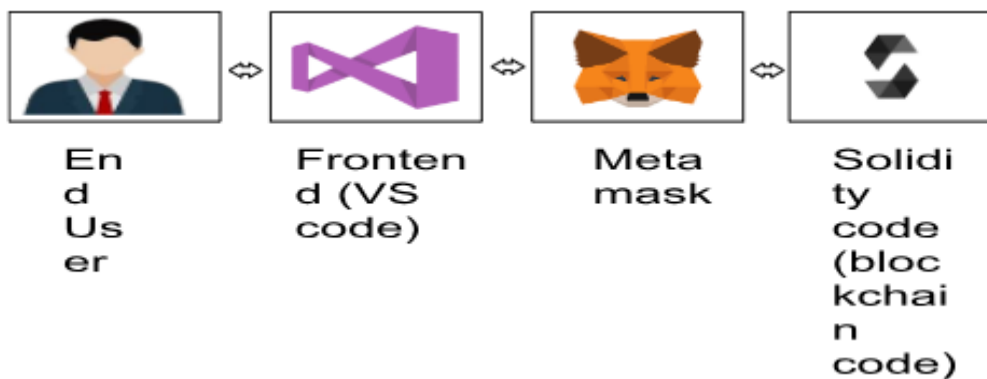 En
d
Us
er
Fronten
d (VS
code)
Meta
mask
Solidi
ty
code
(bloc
kchai
n
code)